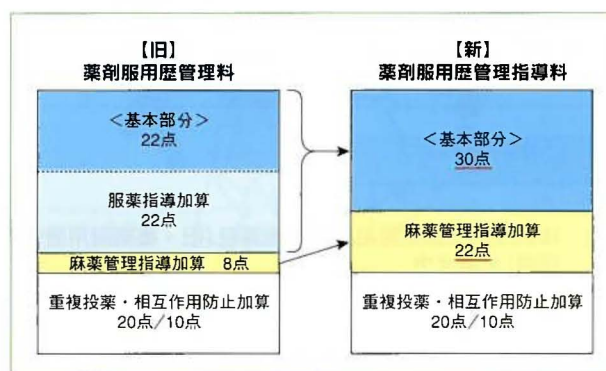 【旧】
薬剤服用歴管理料
＜基本部分＞
22点
服薬指導加算
22点
麻薬管理指導加算 8点
重複投薬・相互作用防止加算
20点／10点
【新】
薬剤服用歴管理指導料
＜基本部分＞
30点
麻薬管理指導加算
22点
重複投薬・相互作用防止加算
20点／10点